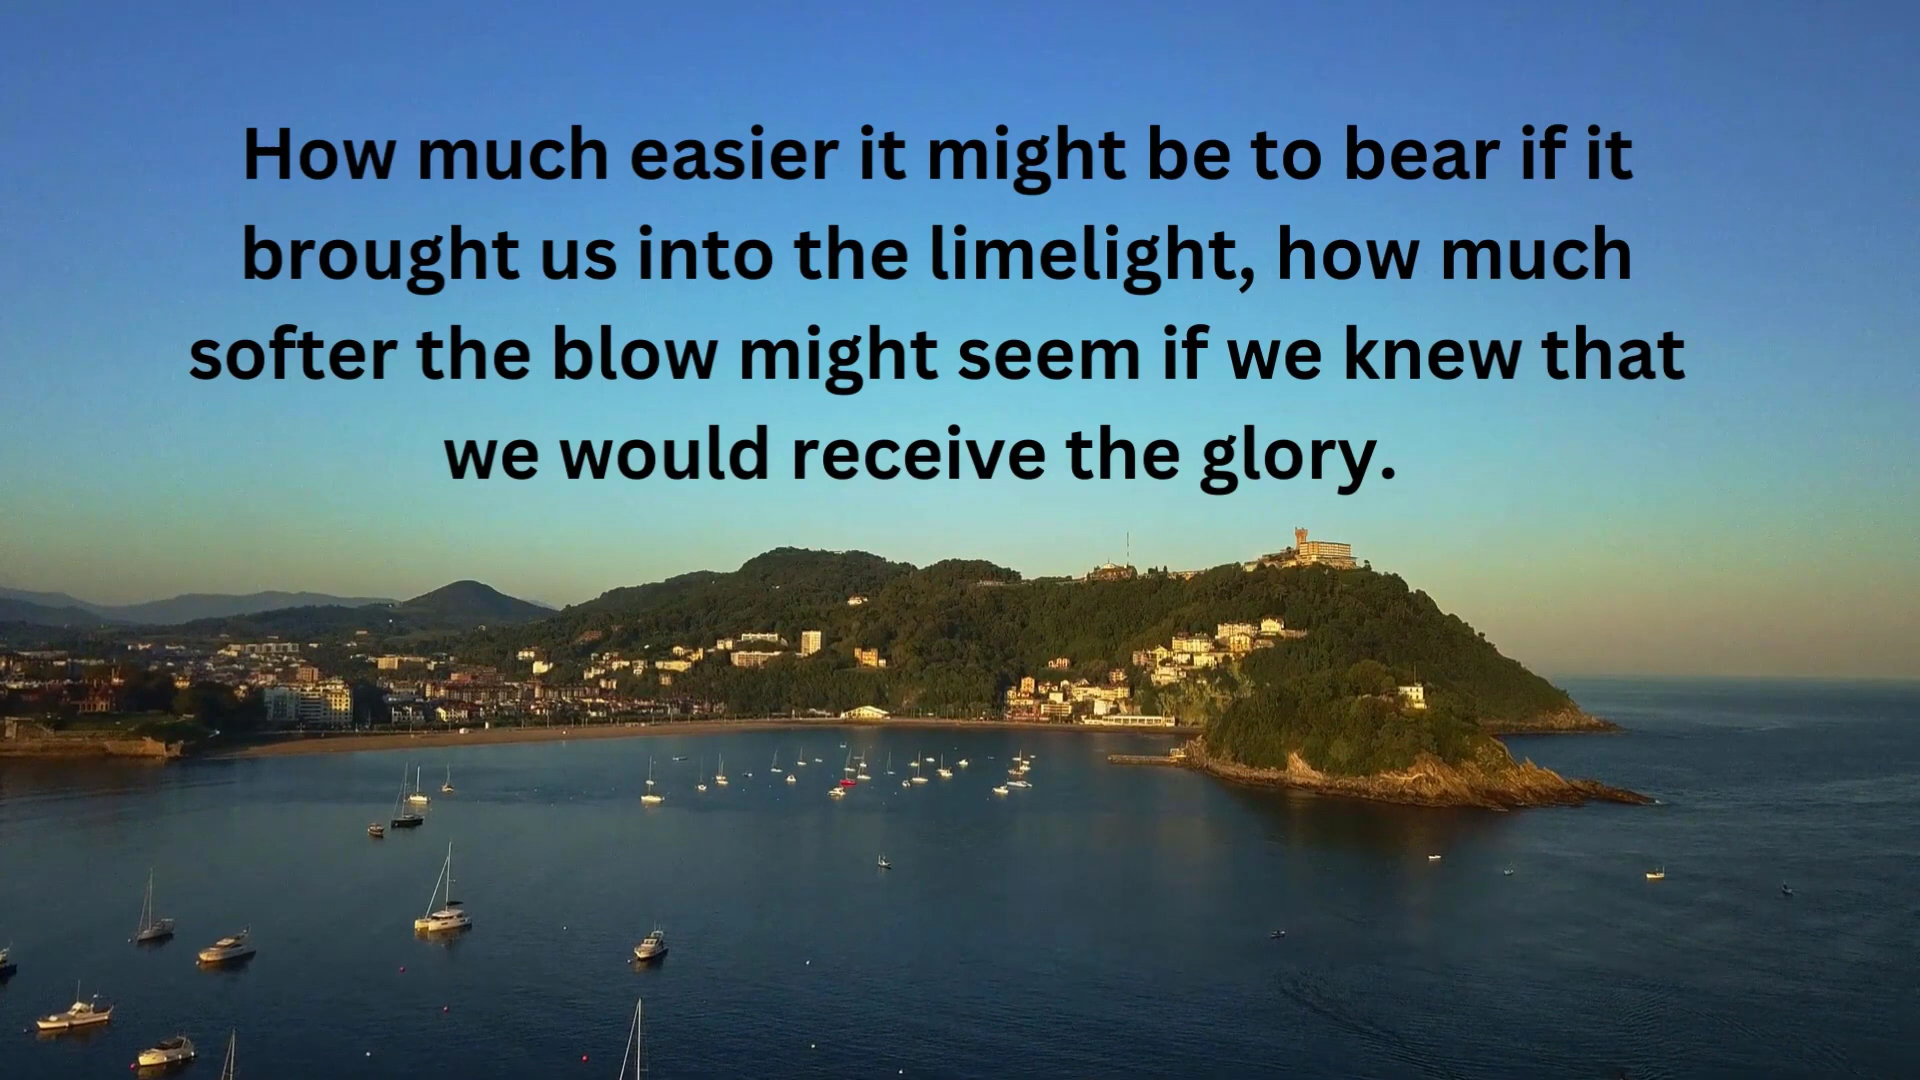 How much easier it might be to bear if it
brought us into the limelight, how much
softer the blow might seem if we knew that
we would receive the glory.